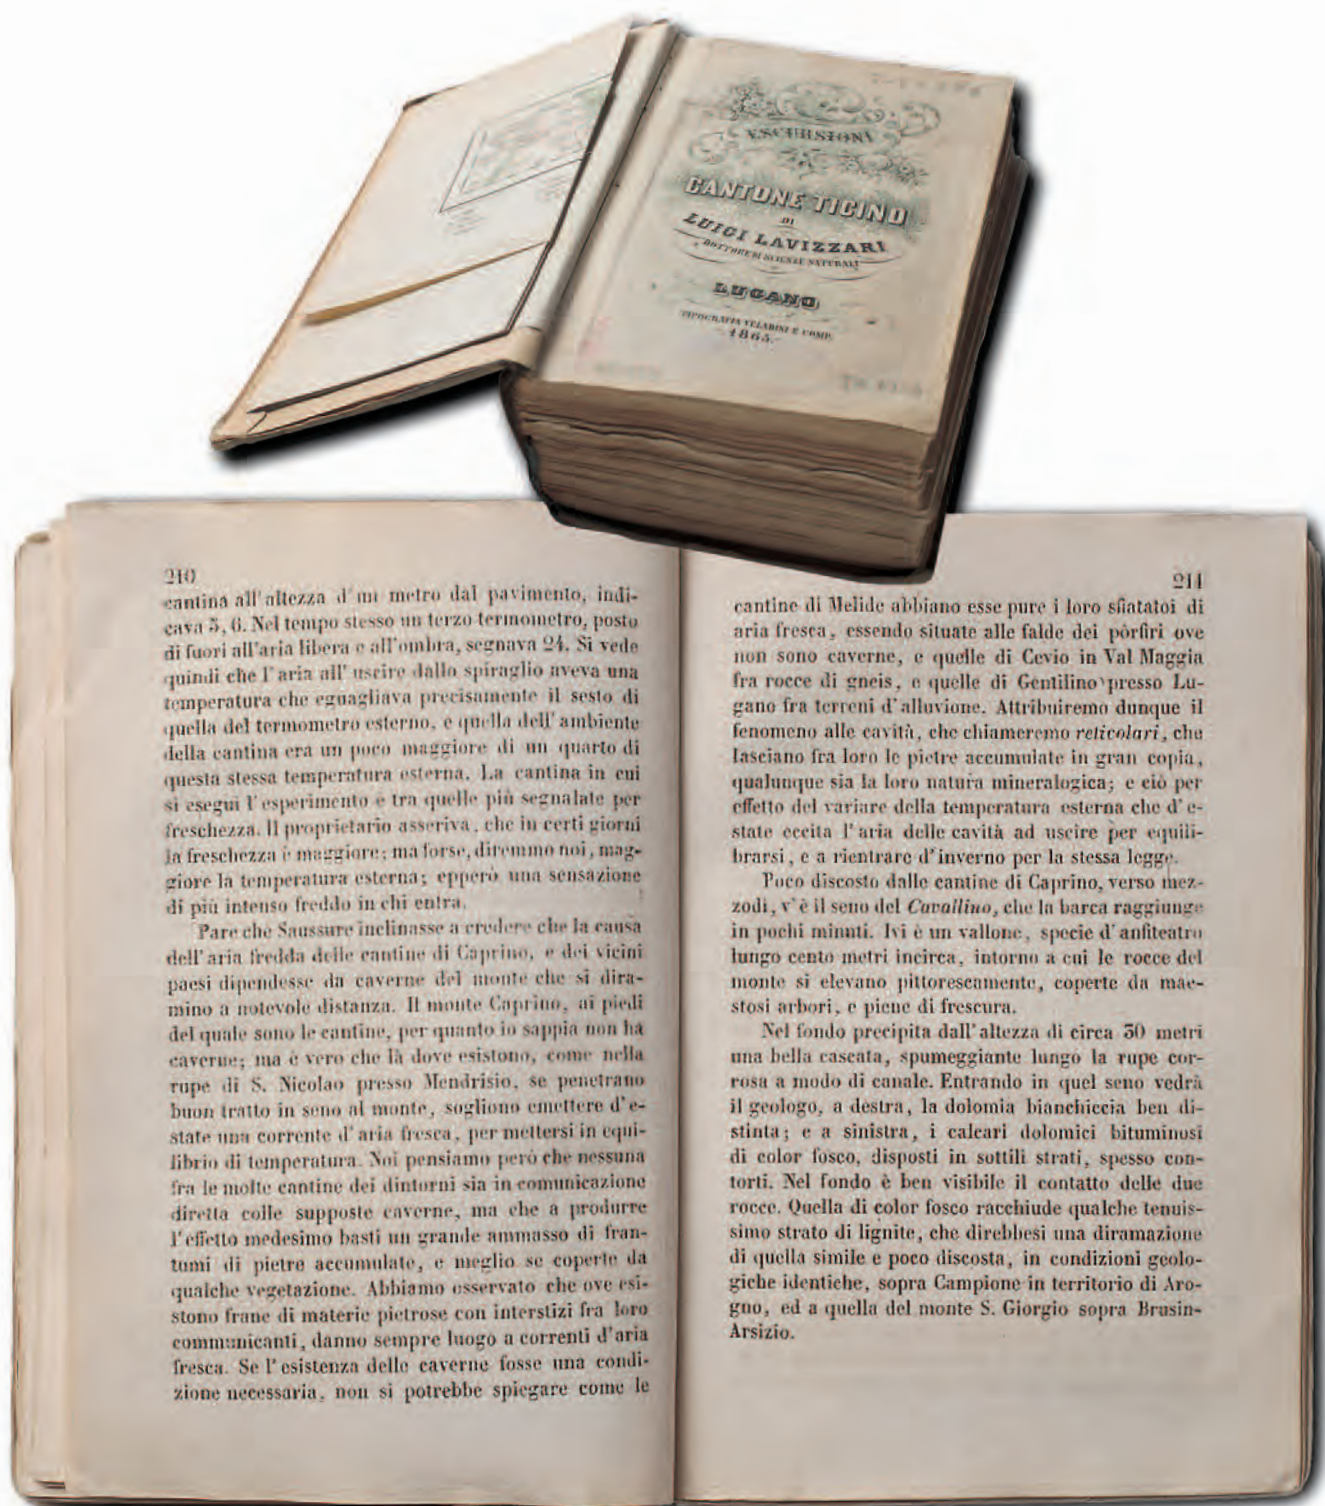 ESCURSIONI
CANTONE TICINO
DI
LUIGI LAVIZZARI
DOTTORE DI SCIENZE NATURALI
LUGANO
TIPOGRAFIA VELADINI E COMP.
1863.
210
cantina all'altezza d'un metro dal pavimento, indi-
cava 5, 6. Nel tempo stesso un terzo termometro, posto
di fuori all'aria libera e all'ombra, segnava 24. Si vede
quindi che l'aria all'uscire dallo spiraglio aveva una
temperatura che eguagliava precisamente il sesto di
quella del termometro esterno, e quella dell'ambiente
della cantina era un poco maggiore di un quarto di
questa stessa temperatura esterna. La cantina in cui
si eseguì l'esperimento è tra quelle più segnalate per
freschezza. Il proprietario asseriva, che in certi giorni
la freschezza è maggiore; ma forse, diremmo noi, mag-
giore la temperatura esterna; epperò una sensazione
di più intenso freddo in chi entra.
Pare che Saussure inclinasse a credere che la causa
dell'aria fredda delle cantine di Caprino, e dei vicini
paesi dipendesse da caverne del monte che si dira-
mino a notevole distanza. Il monte Caprino, ai piedi
del quale sono le cantine, per quanto io sappia non ha
caverne; ma è vero che là dove esistono, come nella
rupe di S. Nicolao presso Mendrisio, se penetrano
buon tratto in seno al monte, sogliono emettere d'e-
state una corrente d'aria fresca, per mettersi in equi-
librio di temperatura. Noi pensiamo però che nessuna
fra le molte cantine dei dintorni sia in comunicazione
diretta colle supposte caverne, ma che a produrre
l'effetto medesimo basti un grande ammasso di fran-
tumi di pietre accumulate, e meglio se coperte da
qualche vegetazione. Abbiamo osservato che ove esi-
stono frane di materie pietrose con interstizi fra loro
communicanti, danno sempre luogo a correnti d'aria
fresca. Se l'esistenza delle caverne fosse una condi-
zione necessaria, non si potrebbe spiegare come le
211
cantine di Melide abbiano esse pure i loro sfiatatoi di
aria fresca, essendo situate alle falde dei pòrfiri ove
non sono caverne, e quelle di Cevio in Val Maggia
fra rocce di gneis, e quelle di Gentilino presso Lu-
gano fra terreni d'alluvione. Attribuiremo dunque il
fenomeno alle cavità, che chiameremo reticolari, che
lasciano fra loro le pietre accumulate in gran copia,
qualunque sia la loro natura mineralogica; e ciò per
effetto del variare della temperatura esterna che d'e-
state eccita l'aria delle cavità ad uscire per equili-
brarsi, e a rientrare d'inverno per la stessa legge.
Poco discosto dalle cantine di Caprino, verso mez-
zodì, v'è il seno del Cavallino, che la barca raggiunge
in pochi minuti. Ivi è un vallone, specie d'anfiteatro
lungo cento metri incirca, intorno a cui le rocce del
monte si elevano pittorescamente, coperte da mae-
stosi arbori, e piene di frescura.
Nel fondo precipita dall'altezza di circa 30 metri
una bella cascata, spumeggiante lungo la rupe cor-
rosa a modo di canale. Entrando in quel seno vedrà
il geologo, a destra, la dolomia bianchiccia ben di-
stinta; e a sinistra, i calcari dolomici bituminosi
di color fosco, disposti in sottili strati, spesso con-
torti. Nel fondo è ben visibile il contatto delle due
rocce. Quella di color fosco racchiude qualche tenuis-
simo strato di lignite, che direbbesi una diramazione
di quella simile e poco discosta, in condizioni geolo-
giche identiche, sopra Campione in territorio di Aro-
gno, ed a quella del monte S. Giorgio sopra Brusin-
Arsizio.